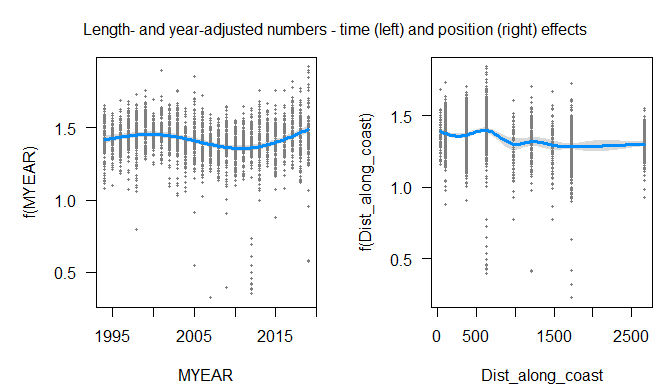 Length- and year-adjusted numbers - time (left) and position (right) effects
f(MYEAR)
1.5
1.0
0.5
1995 2005 2015
MYEAR
f(Dist_along_coast)
1.5
1.0
0.5
0 500 1500 2500
Dist_along_coast